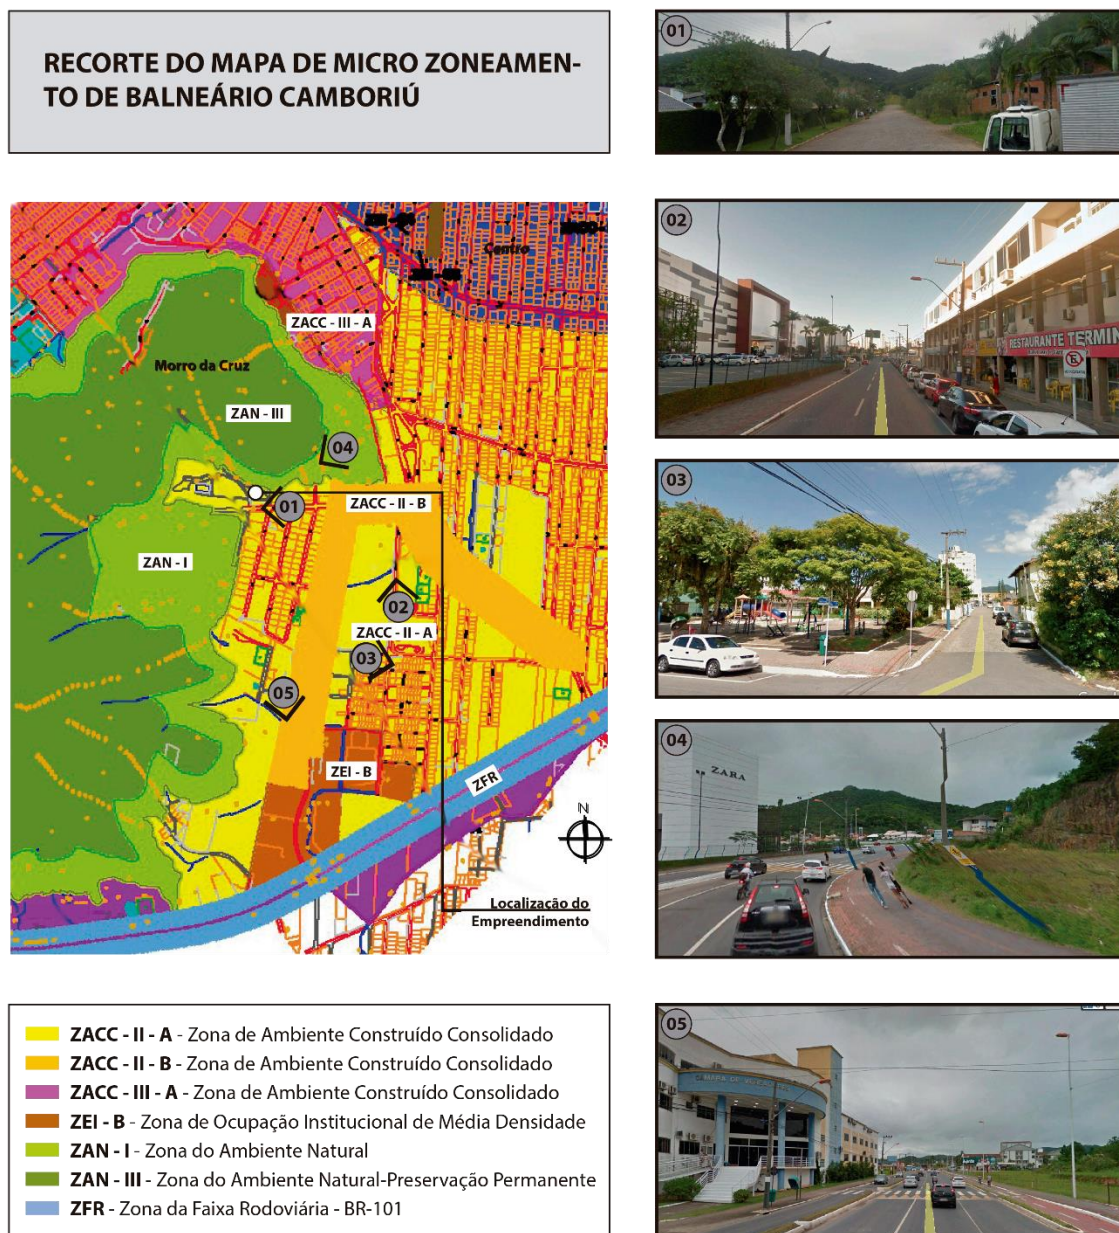 RECORTE DO MAPA DE MICRO ZONEAMEN-
TO DE BALNEÁRIO CAMBORIÚ
Centro
ZACC - III - A
Morro da Cruz
ZAN - III
04
01
ZACC - II - B
ZAN - I
02
ZACC - II - A
03
05
ZEI - B
ZFR
N
Localização do
Empreendimento
ZACC - II - A - Zona de Ambiente Construído Consolidado
ZACC - II - B - Zona de Ambiente Construído Consolidado
ZACC - III - A - Zona de Ambiente Construído Consolidado
ZEI - B - Zona de Ocupação Institucional de Média Densidade
ZAN - I - Zona do Ambiente Natural
ZAN - III - Zona do Ambiente Natural-Preservação Permanente
ZFR - Zona da Faixa Rodoviária - BR-101
01
02
RESTAURANTE TERMIN
E
03
04
ZARA
05